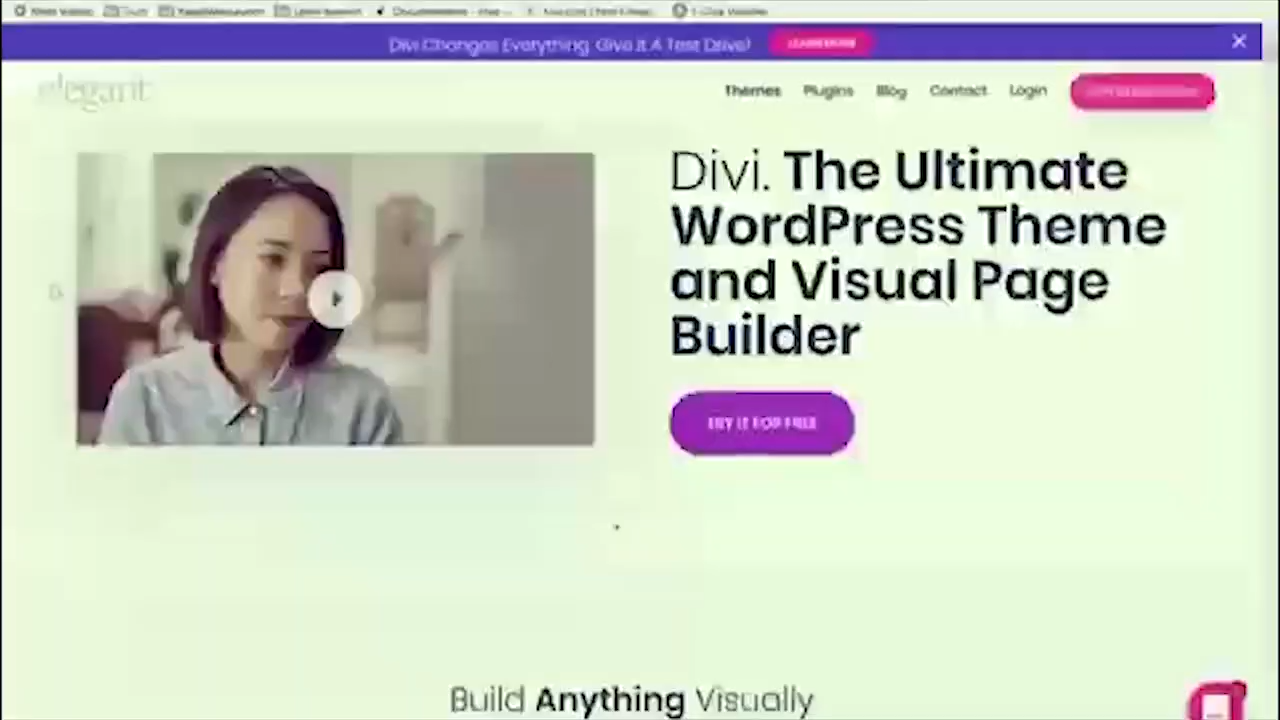 Divi Changes Everything. Give It A Test Drive!
elegant
Themes Plugins Blog Contact Login
Divi. The Ultimate
WordPress Theme
and Visual Page
Builder
TRY IT FOR FREE
Build Anything Visually